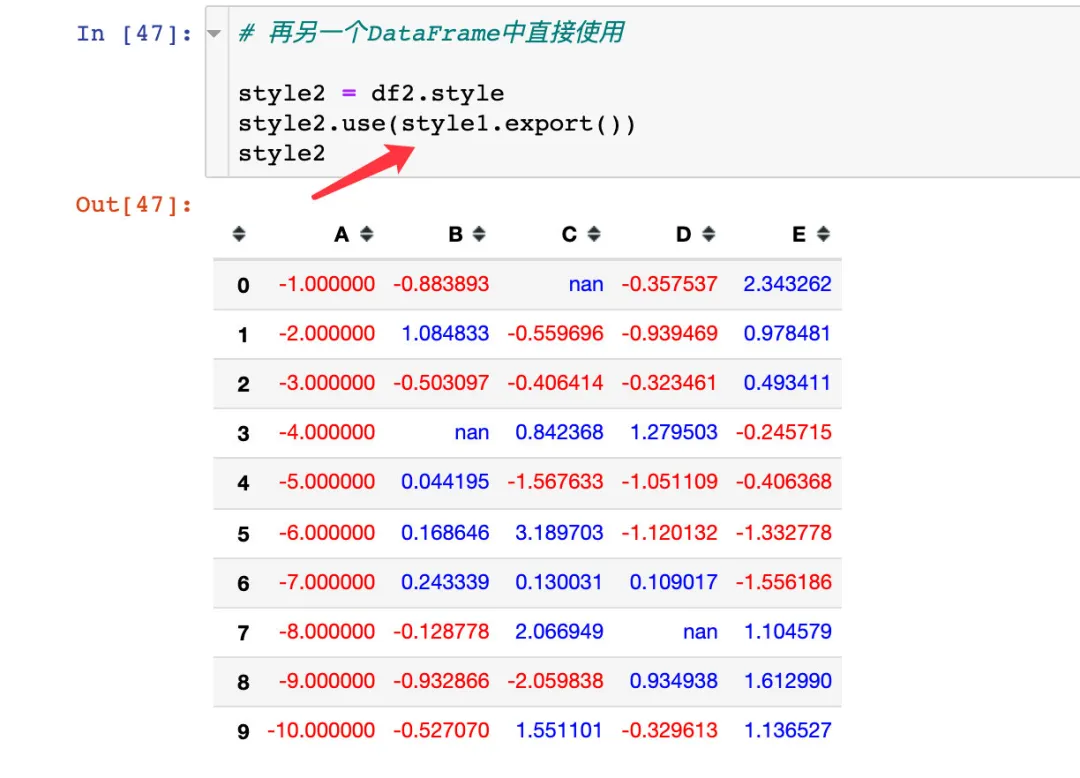 In [47]:
# 再另一个DataFrame中直接使用
style2 = df2.style
style2.use(style1.export())
style2
Out[47]:
A B C D E
0 -1.000000 -0.883893 nan -0.357537 2.343262
1 -2.000000 1.084833 -0.559696 -0.939469 0.978481
2 -3.000000 -0.503097 -0.406414 -0.323461 0.493411
3 -4.000000 nan 0.842368 1.279503 -0.245715
4 -5.000000 0.044195 -1.567633 -1.051109 -0.406368
5 -6.000000 0.168646 3.189703 -1.120132 -1.332778
6 -7.000000 0.243339 0.130031 0.109017 -1.556186
7 -8.000000 -0.128778 2.066949 nan 1.104579
8 -9.000000 -0.932866 -2.059838 0.934938 1.612990
9 -10.000000 -0.527070 1.551101 -0.329613 1.136527